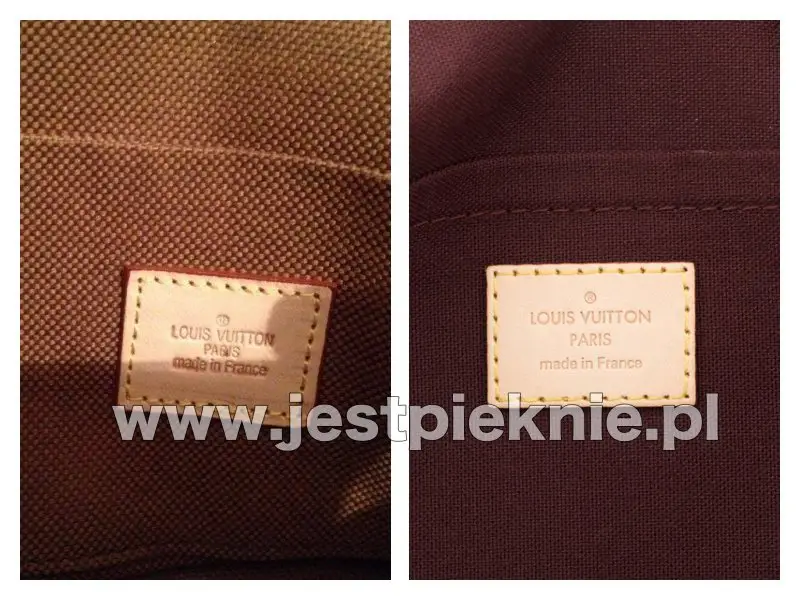 ®
LOUIS VUITTON
PARIS
made in France
®
LOUIS VUITTON
PARIS
made in France
www.jestpieknie.pl